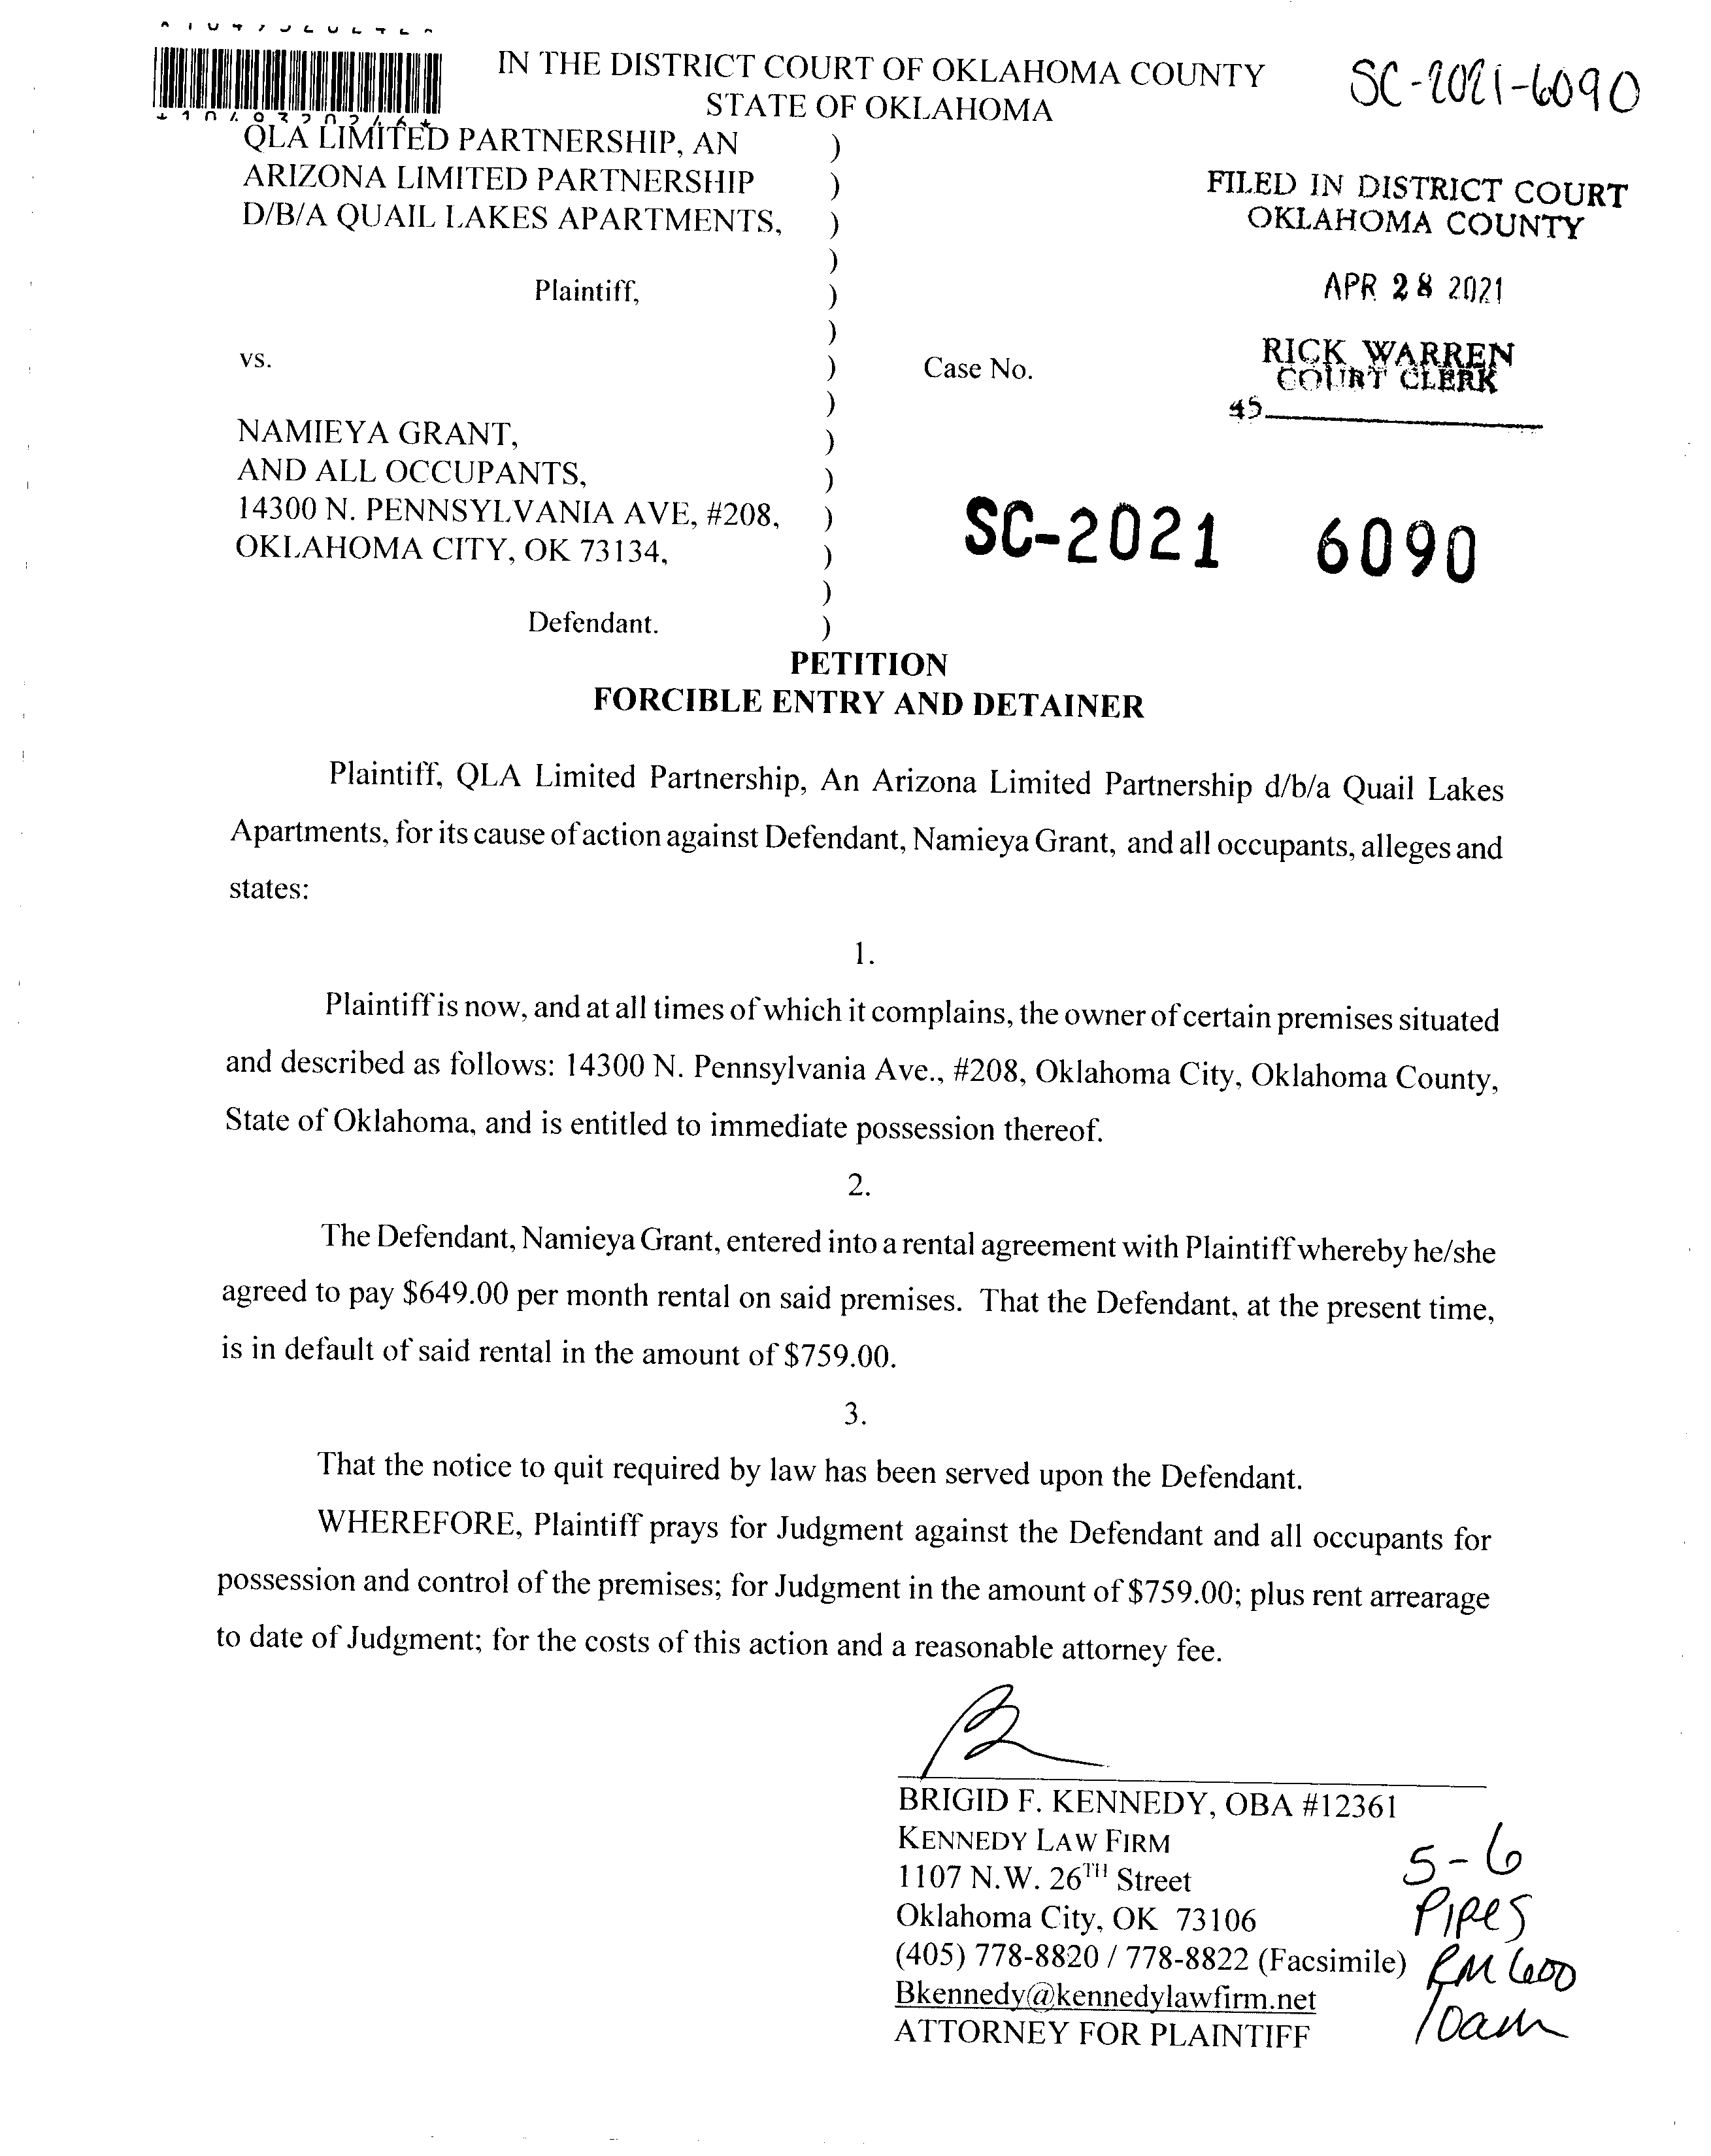 IN THE DISTRICT COURT OF OKLAHOMA COUNTY
STATE OF OKLAHOMA
SC-2021-6090
QLA LIMITED PARTNERSHIP, AN )
ARIZONA LIMITED PARTNERSHIP )
D/B/A QUAIL LAKES APARTMENTS, )
)
Plaintiff, )
)
vs. )
)
NAMIEYA GRANT, )
AND ALL OCCUPANTS, )
14300 N. PENNSYLVANIA AVE, #208, )
OKLAHOMA CITY, OK 73134, )
)
Defendant. )
FILED IN DISTRICT COURT
OKLAHOMA COUNTY
APR 28 2021
RICK WARREN
COURT CLERK
45
Case No.
SC-2021 6090
PETITION
FORCIBLE ENTRY AND DETAINER
Plaintiff, QLA Limited Partnership, An Arizona Limited Partnership d/b/a Quail Lakes
Apartments, for its cause of action against Defendant, Namieya Grant, and all occupants, alleges and
states:
1.
Plaintiff is now, and at all times of which it complains, the owner of certain premises situated
and described as follows: 14300 N. Pennsylvania Ave., #208, Oklahoma City, Oklahoma County,
State of Oklahoma, and is entitled to immediate possession thereof.
2.
The Defendant, Namieya Grant, entered into a rental agreement with Plaintiff whereby he/she
agreed to pay $649.00 per month rental on said premises. That the Defendant, at the present time,
is in default of said rental in the amount of $759.00.
3.
That the notice to quit required by law has been served upon the Defendant.
WHEREFORE, Plaintiff prays for Judgment against the Defendant and all occupants for
possession and control of the premises; for Judgment in the amount of $759.00; plus rent arrearage
to date of Judgment; for the costs of this action and a reasonable attorney fee.
BRIGID F. KENNEDY, OBA #12361
KENNEDY LAW FIRM
1107 N.W. 26TH Street
Oklahoma City, OK 73106
(405) 778-8820 / 778-8822 (Facsimile)
Bkennedy@kennedylawfirm.net
ATTORNEY FOR PLAINTIFF
5-6
Pipes
RM 600
10am